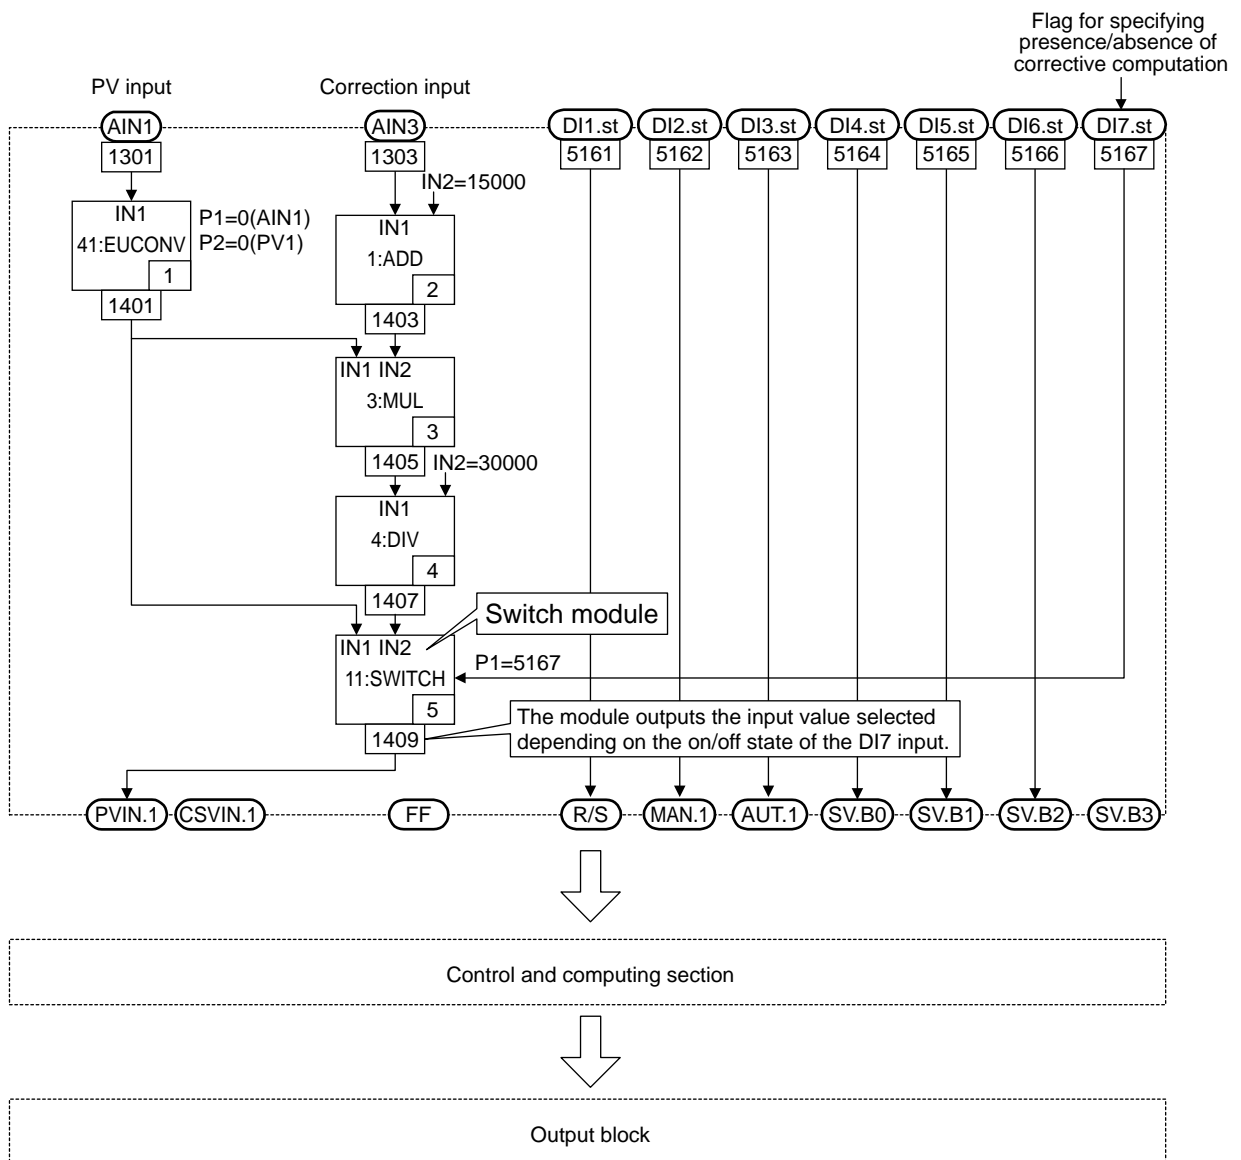 Flag for specifying
presence/absence of
corrective computation
PV input
Correction input
AIN1
AIN3
DI1.st
DI2.st
DI3.st
DI4.st
DI5.st
DI6.st
DI7.st
1301
1303
5161
5162
5163
5164
5165
5166
5167
IN2=15000
IN1
41:EUCONV
1
P1=0(AIN1)
P2=0(PV1)
1401
IN1
1:ADD
2
1403
IN1 IN2
3:MUL
3
1405
IN2=30000
IN1
4:DIV
4
1407
Switch module
IN1 IN2
11:SWITCH
5
P1=5167
1409
The module outputs the input value selected
depending on the on/off state of the DI7 input.
PVIN.1
CSVIN.1
FF
R/S
MAN.1
AUT.1
SV.B0
SV.B1
SV.B2
SV.B3
Control and computing section
Output block